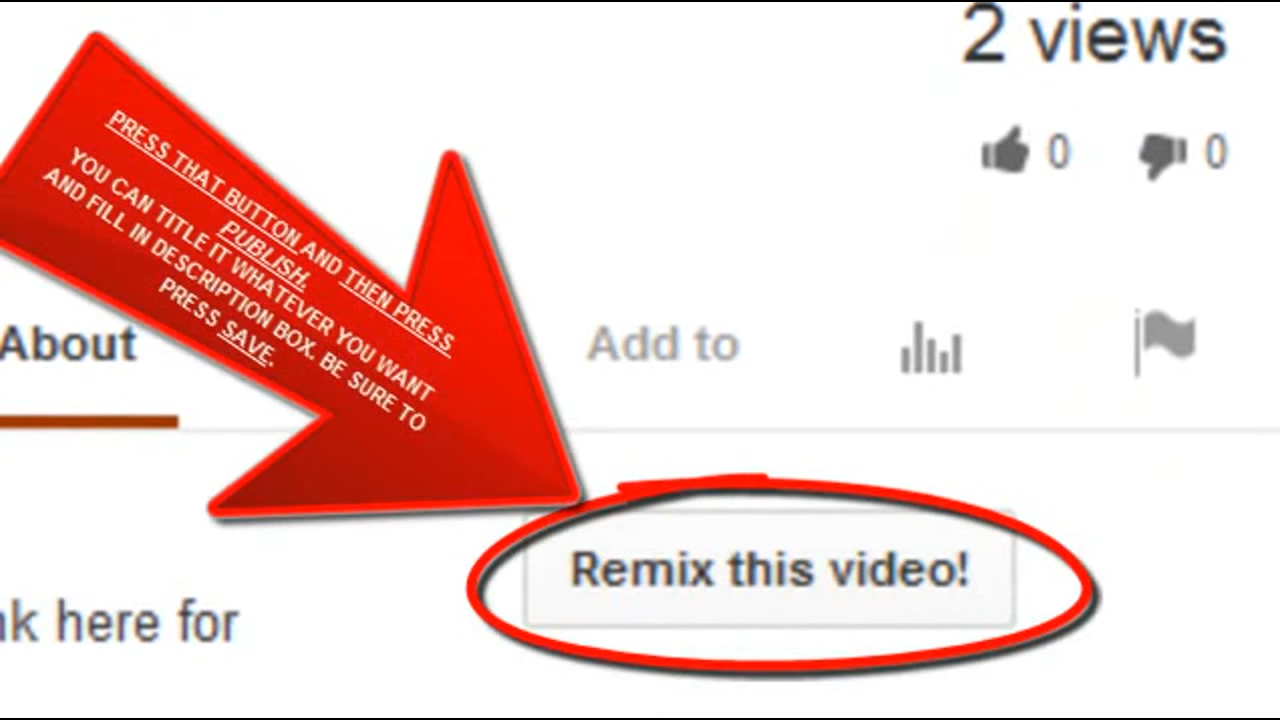 2 views
0 0
PRESS THAT BUTTON AND THEN PRESS
PUBLISH.
YOU CAN TITLE IT WHATEVER YOU WANT
AND FILL IN DESCRIPTION BOX. BE SURE TO
PRESS SAVE.
About
Add to
Remix this video!
nk here for